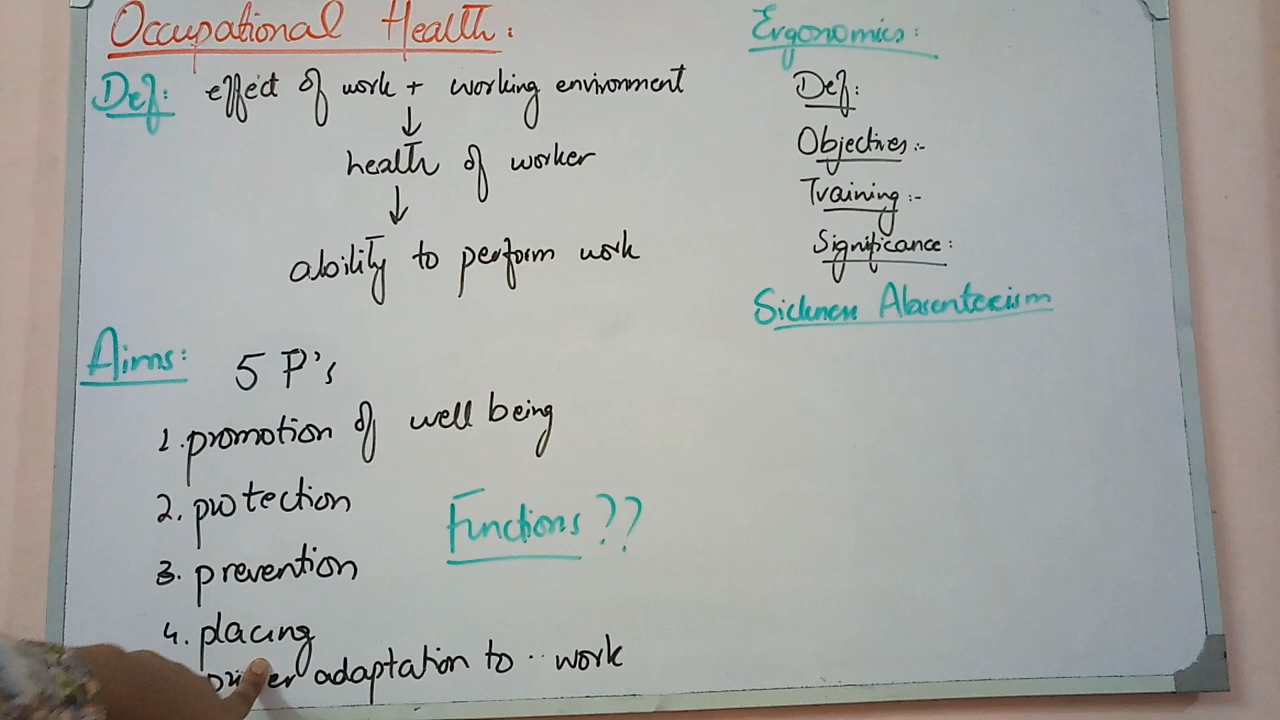 Occupational Health:
Def: effect of work + working environment
↓
health of worker
↓
ability to perform work
Aims: 5 P's
1. promotion of well being
2. protection
3. prevention
4. placing
adaptation to work
Functions ??
Ergonomics:
Def:
Objectives:-
Training:-
Significance:
Sickness Absenteeism